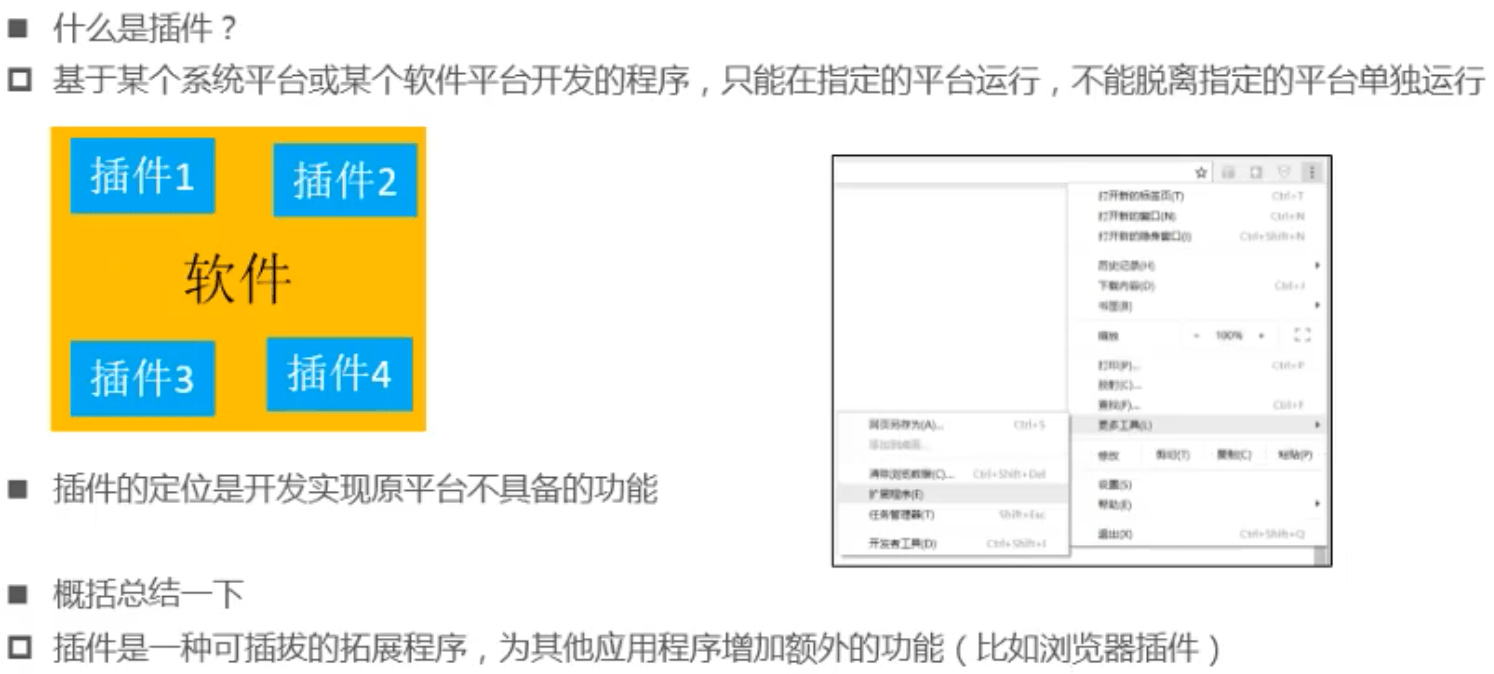 什么是插件？
基于某个系统平台或某个软件平台开发的程序，只能在指定的平台运行，不能脱离指定的平台单独运行
插件1
插件2
软件
插件3
插件4
打开新的标签页(T) Ctrl+T
打开新的窗口(N) Ctrl+N
打开新的隐身窗口(I) Ctrl+Shift+N
历史记录(H)
下载内容(D) Ctrl+J
书签(B)
缩放 - 100% +
打印(P)... Ctrl+P
投射(C)...
查找(F)... Ctrl+F
更多工具(L)
网页另存为(A)... Ctrl+S
添加到桌面...
修改 剪切(T) 复制(C) 粘贴(P)
清除浏览数据(C)... Ctrl+Shift+Del
设置(S)
扩展程序(E)
帮助(E)
任务管理器(T) Shift+Esc
退出(X) Ctrl+Shift+Q
开发者工具(D) Ctrl+Shift+I
插件的定位是开发实现原平台不具备的功能
概括总结一下
插件是一种可插拔的拓展程序，为其他应用程序增加额外的功能（比如浏览器插件）